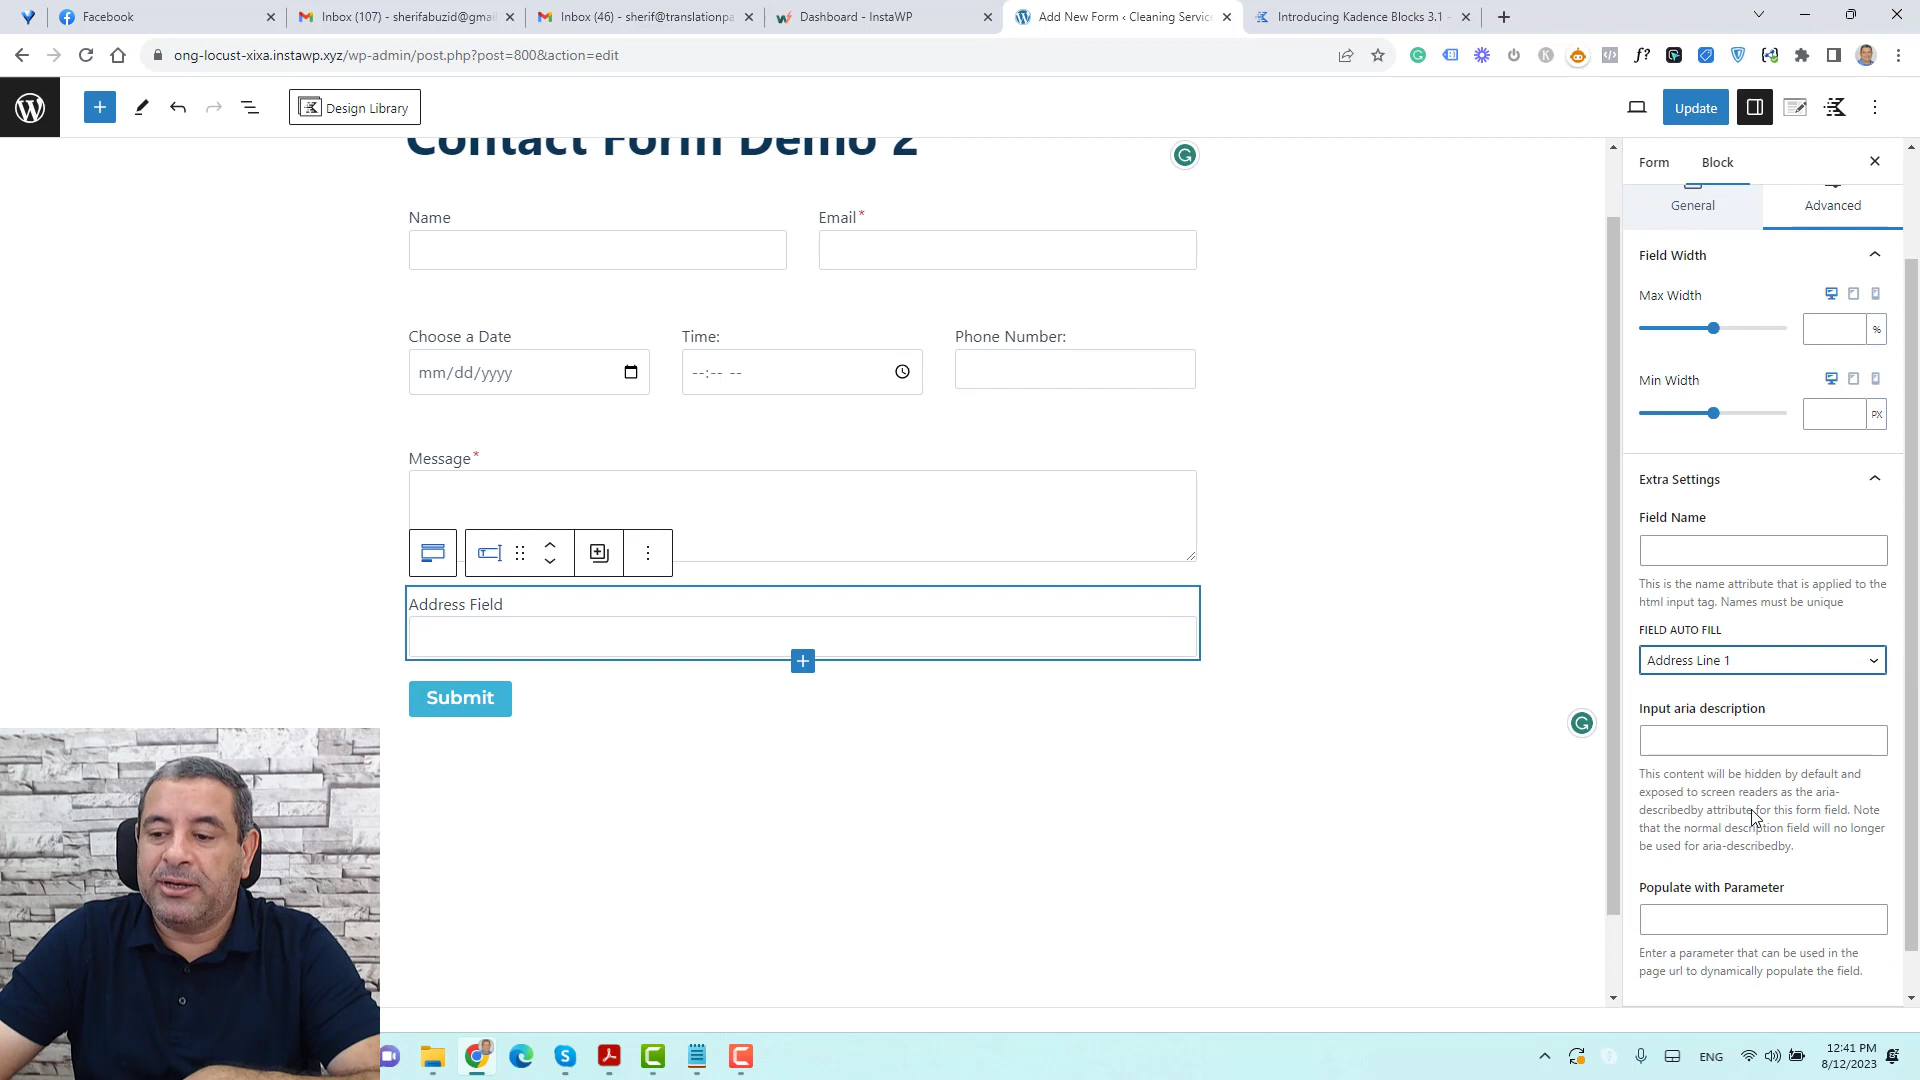 Facebook
Inbox (107) - sherifabuzid@gmai
Inbox (46) - sherif@translationpa
Dashboard - InstaWP
Add New Form ‹ Cleaning Service
Introducing Kadence Blocks 3.1 -
ong-locust-xixa.instawp.xyz/wp-admin/post.php?post=800&action=edit
Design Library
Update
Contact Form Demo 2
Name
Email*
Choose a Date
Time:
Phone Number:
mm/dd/yyyy
--:-- --
Message*
Address Field
Submit
Form
Block
General
Advanced
Field Width
Max Width
%
Min Width
PX
Extra Settings
Field Name
This is the name attribute that is applied to the
html input tag. Names must be unique
FIELD AUTO FILL
Address Line 1
Input aria description
This content will be hidden by default and
exposed to screen readers as the aria-
describedby attribute for this form field. Note
that the normal description field will no longer
be used for aria-describedby.
Populate with Parameter
Enter a parameter that can be used in the
page url to dynamically populate the field.
ENG
12:41 PM
8/12/2023